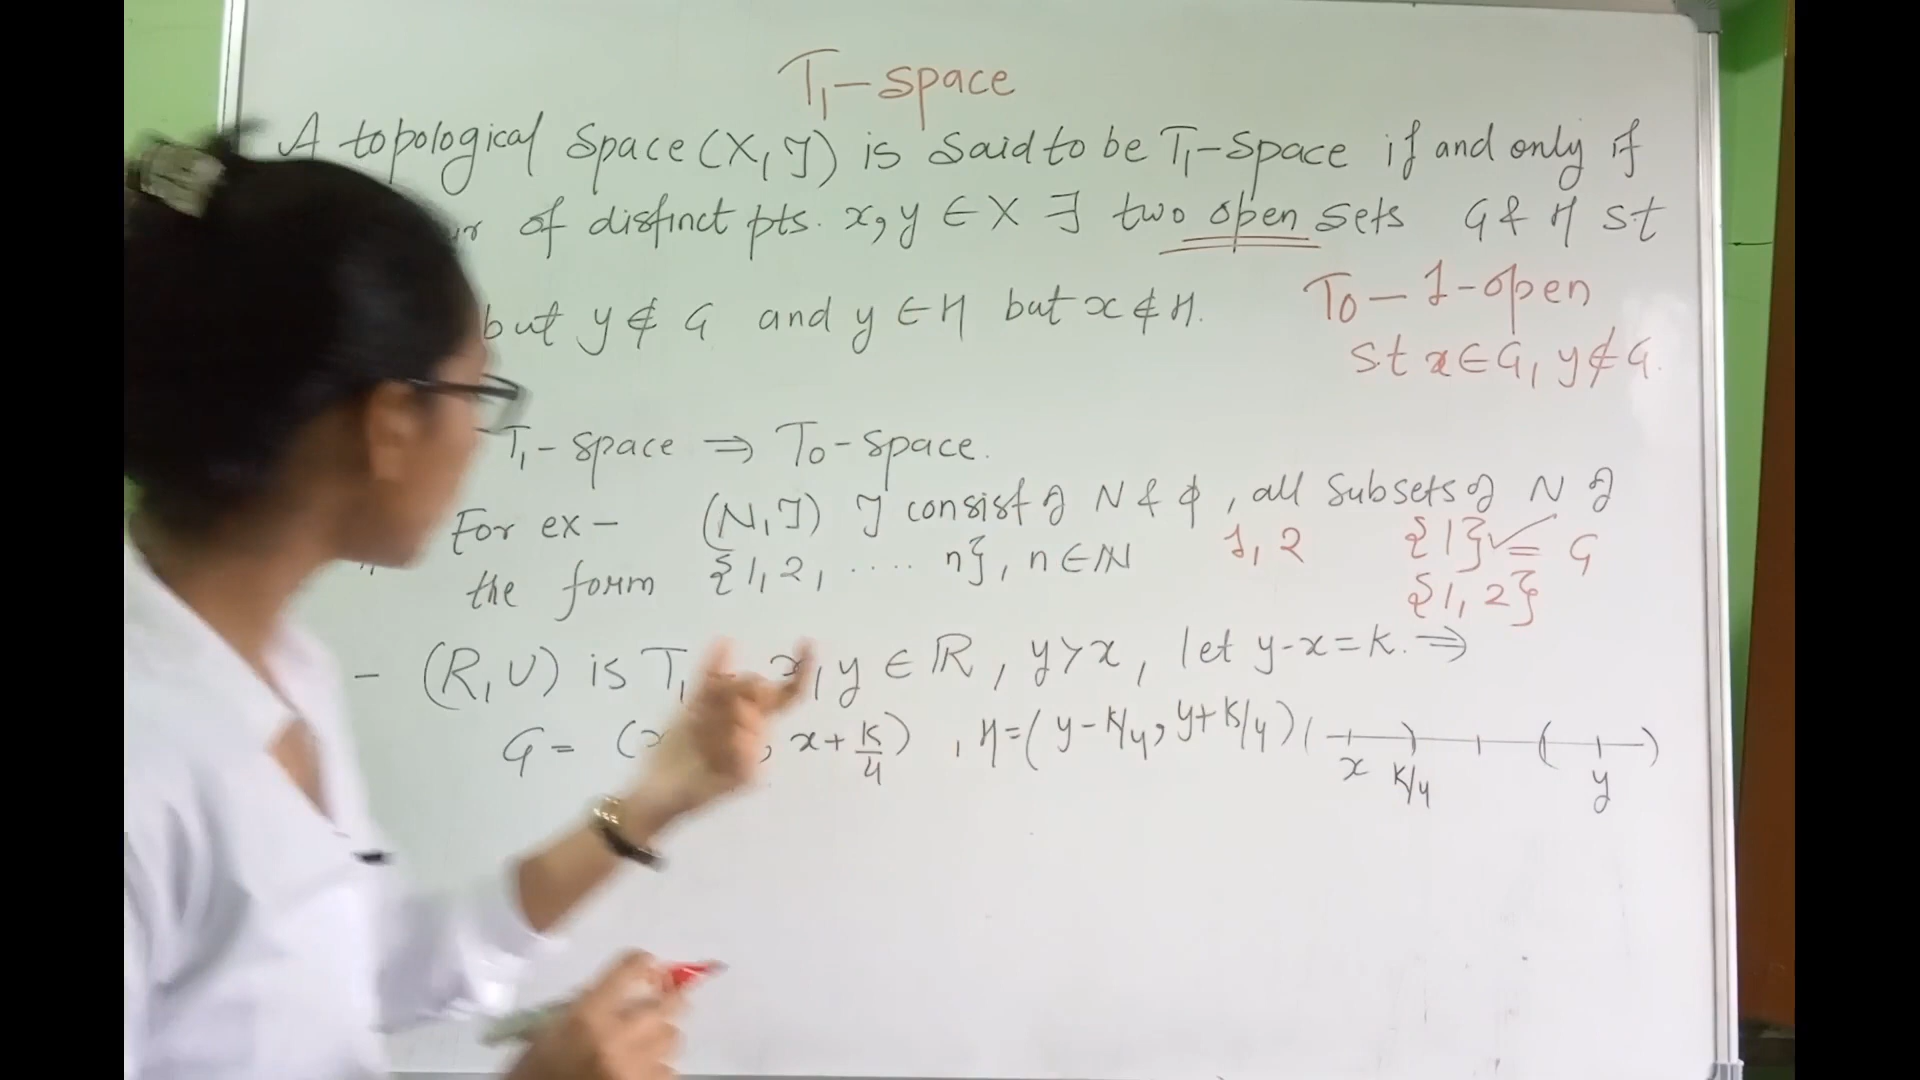 T₁-space
A topological space (X, J) is said to be T₁-space if and only if
of distinct pts. x, y ∈ X ∃ two open sets G & H st
but y ∉ G and y ∈ H but x ∉ H.
T₀ - 1-open
st x ∈ G, y ∉ G.
T₁-space ⇒ T₀-space.
For ex- (N, J) J consist of N & ϕ, all subsets of N of
the form {1, 2, .... n}, n ∈ ℕ
1, 2 {1} ✓ = G
{1, 2}
- (R, U) is T₁ x, y ∈ ℝ, y > x, let y - x = k. ⇒
G = (x , x + k/4), H = (y - k/4, y + k/4)
x k/4 y